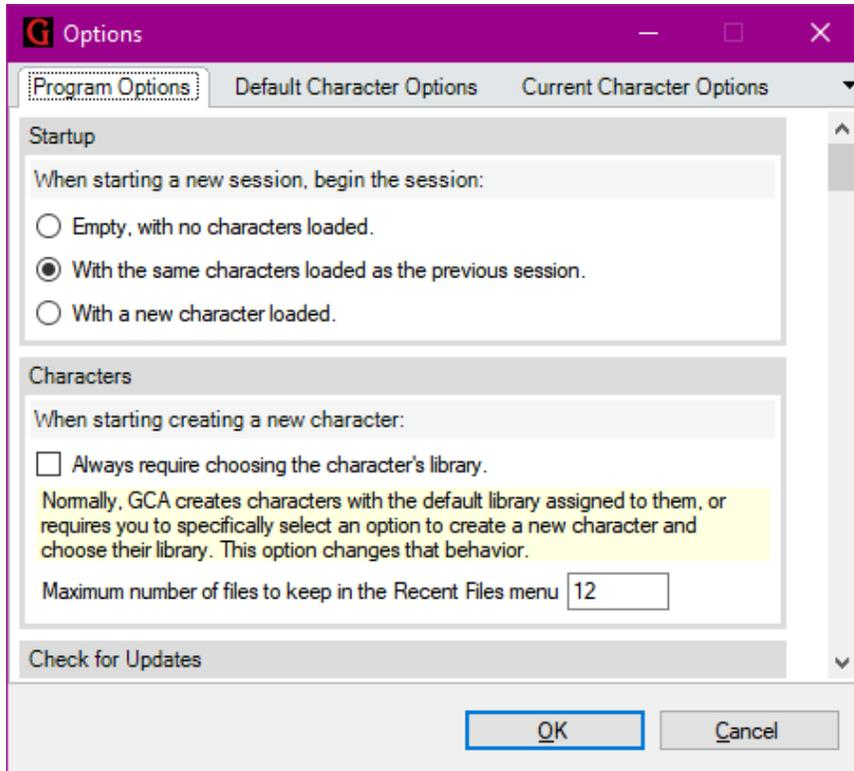 G Options
Program Options Default Character Options Current Character Options
Startup
When starting a new session, begin the session:
Empty, with no characters loaded.
With the same characters loaded as the previous session.
With a new character loaded.
Characters
When starting creating a new character:
Always require choosing the character's library.
Normally, GCA creates characters with the default library assigned to them, or
requires you to specifically select an option to create a new character and
choose their library. This option changes that behavior.
Maximum number of files to keep in the Recent Files menu 12
Check for Updates
OK Cancel